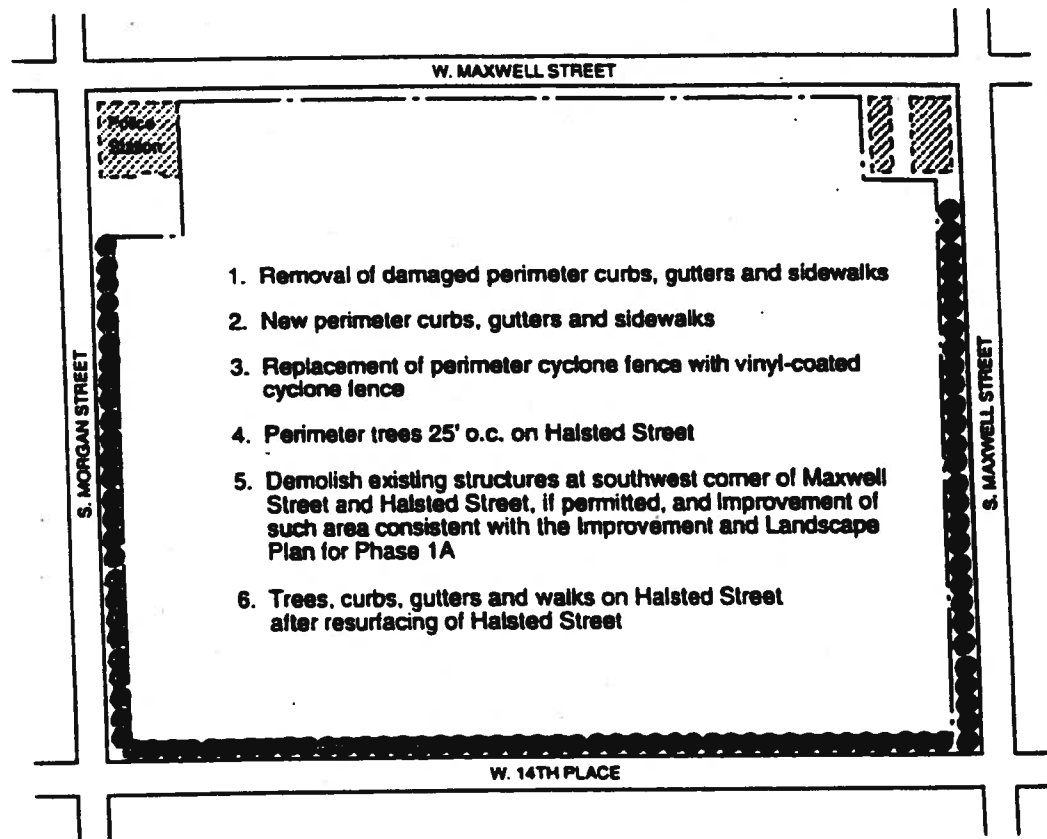 W. MAXWELL STREET
Police
Station
1. Removal of damaged perimeter curbs, gutters and sidewalks
2. New perimeter curbs, gutters and sidewalks
3. Replacement of perimeter cyclone fence with vinyl-coated
cyclone fence
4. Perimeter trees 25' o.c. on Halsted Street
5. Demolish existing structures at southwest corner of Maxwell
Street and Halsted Street, if permitted, and Improvement of
such area consistent with the Improvement and Landscape
Plan for Phase 1A
6. Trees, curbs, gutters and walks on Halsted Street
after resurfacing of Halsted Street
S. MORGAN STREET
S. MAXWELL STREET
W. 14TH PLACE